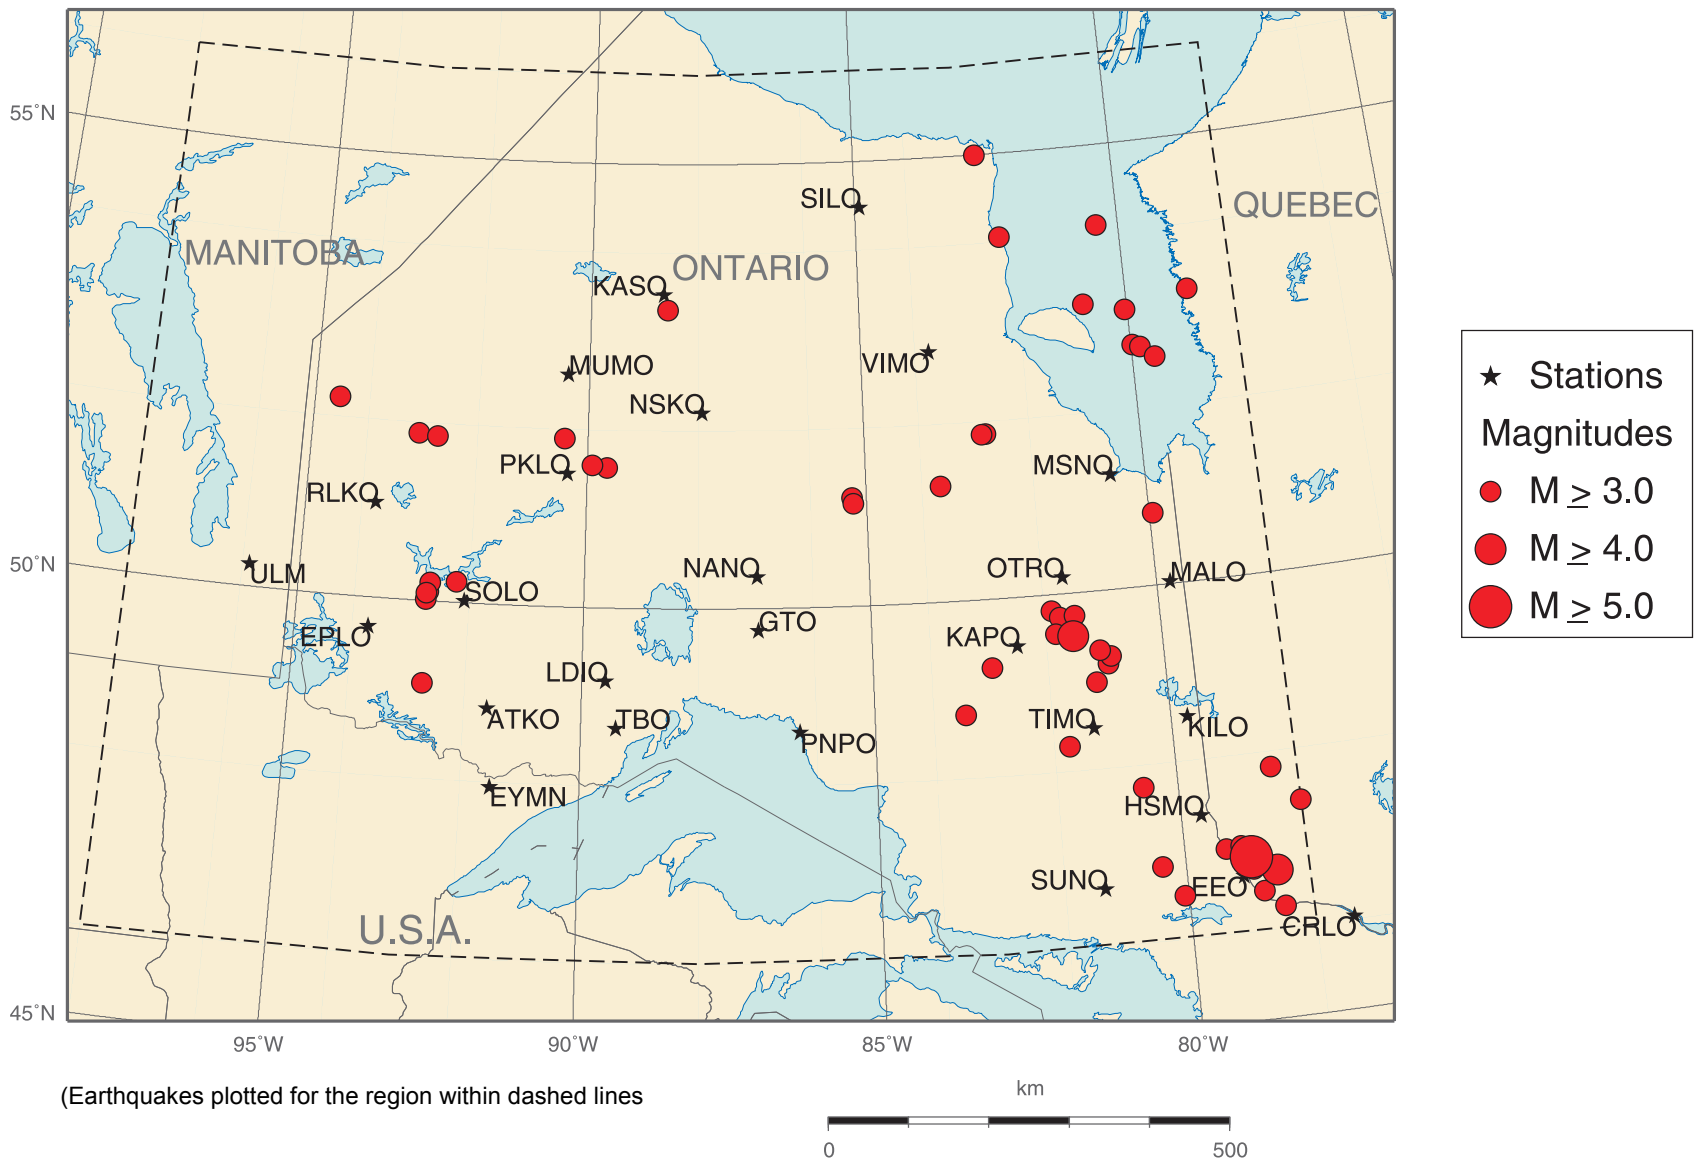 55°N
SILO
QUEBEC
MANITOBA
ONTARIO
KASO
MUMO
VIMO
NSKO
PKLO
MSNO
RLKO
50°N
ULM
NANO
OTRO
MALO
SOLO
EPLO
GTO
KAPO
LDIO
ATKO
TBO
PNPO
TIMO
KILO
EYMN
HSMO
SUNO
EEO
U.S.A.
CRLO
45°N
95°W
90°W
85°W
80°W
Stations
Magnitudes
M ≥ 3.0
M ≥ 4.0
M ≥ 5.0
(Earthquakes plotted for the region within dashed lines
km
0
500